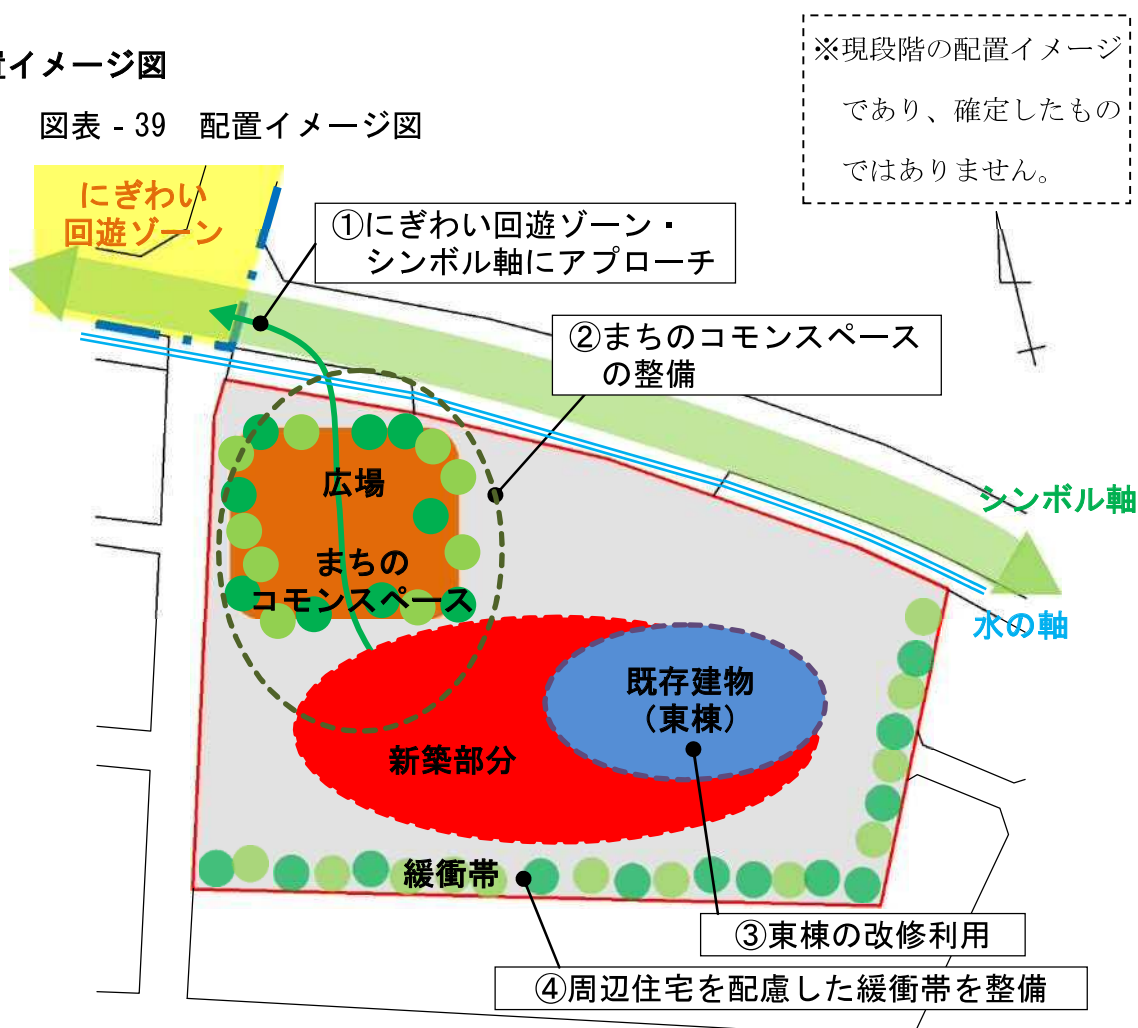 置イメージ図
図表 - 39　配置イメージ図
※現段階の配置イメージ
であり、確定したもの
ではありません。
にぎわい
回遊ゾーン
①にぎわい回遊ゾーン・
シンボル軸にアプローチ
②まちのコモンスペース
の整備
広場
まちの
コモンスペース
シンボル軸
水の軸
既存建物
（東棟）
新築部分
緩衝帯
③東棟の改修利用
④周辺住宅を配慮した緩衝帯を整備